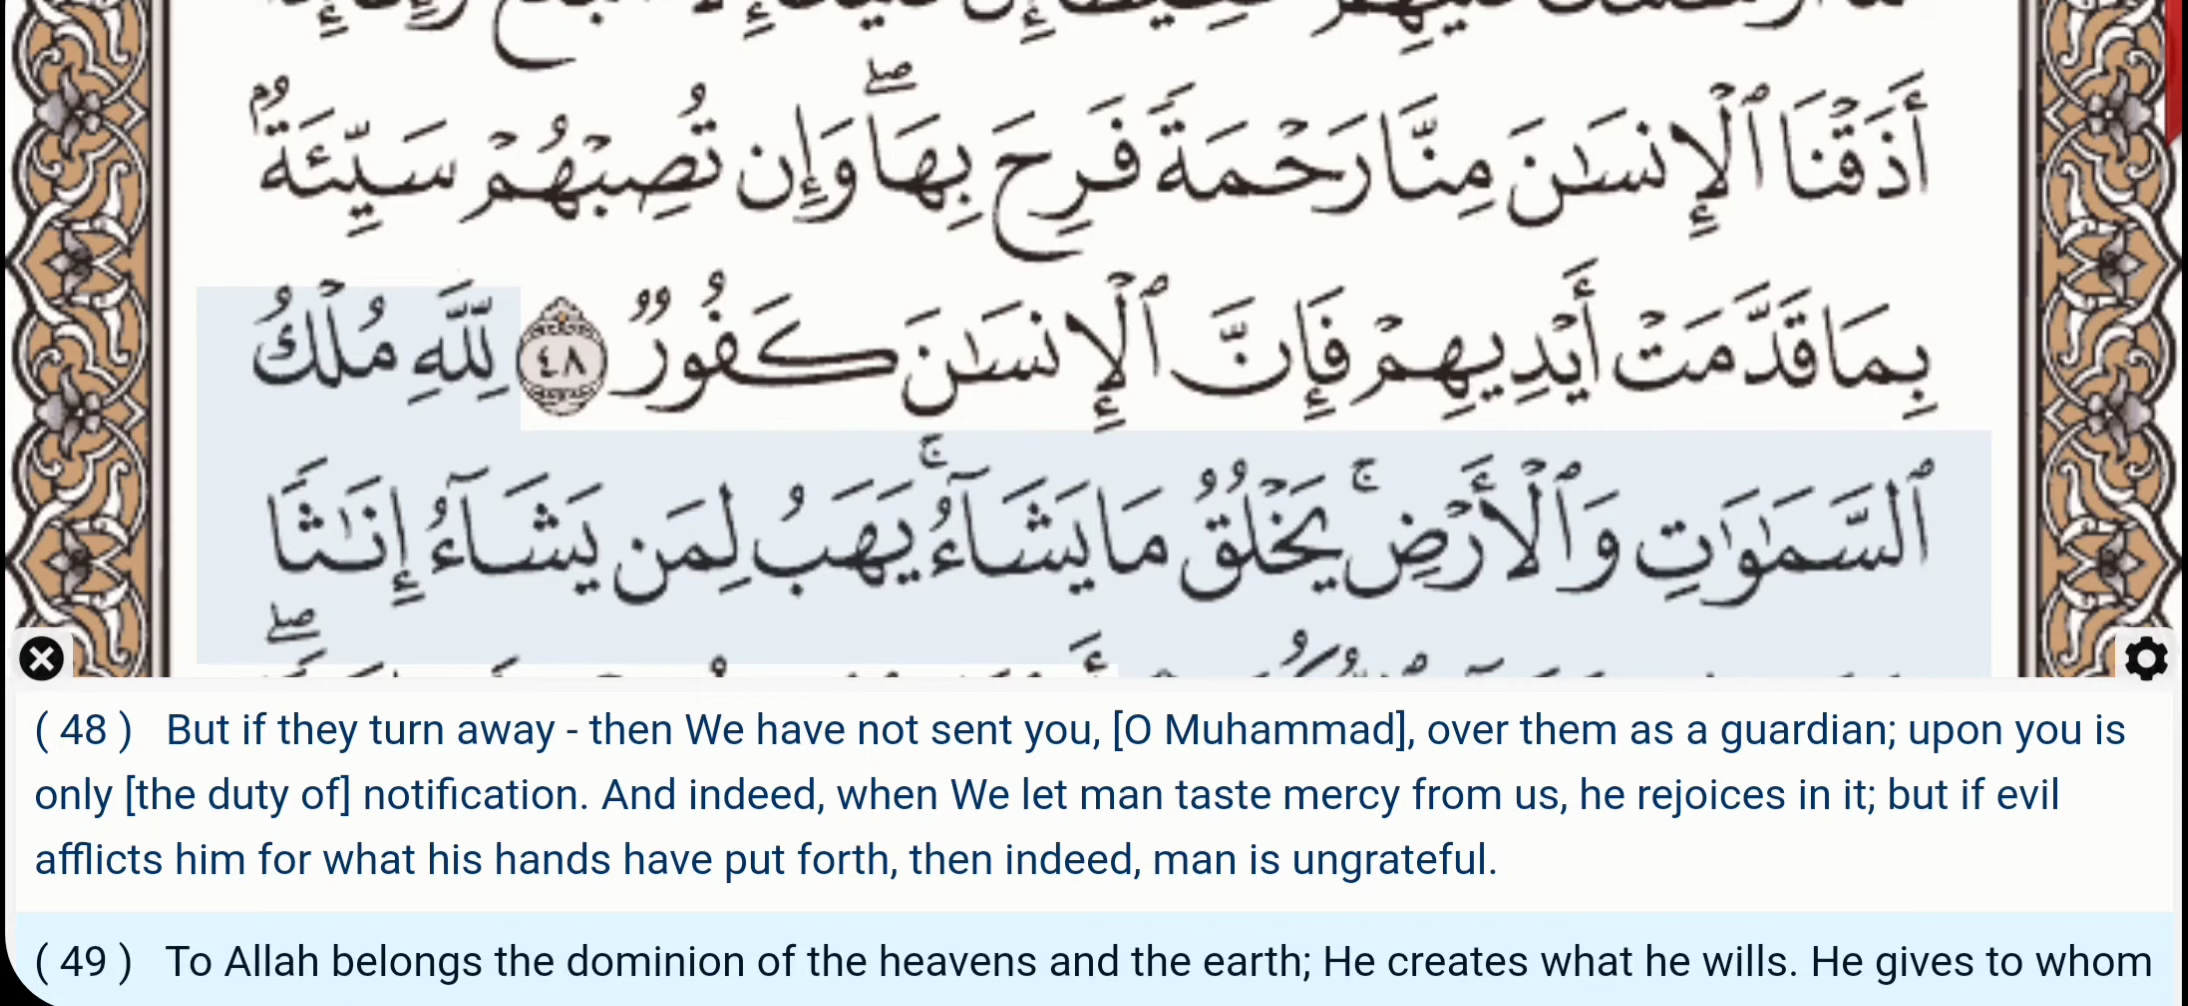 أَذَقْنَا ٱلْإِنسَٰنَ مِنَّا رَحْمَةً فَرِحَ بِهَا ۖ وَإِن تُصِبْهُمْ سَيِّئَةٌۢ
بِمَا قَدَّمَتْ أَيْدِيهِمْ فَإِنَّ ٱلْإِنسَٰنَ كَفُورٌ ٤٨ لِّلَّهِ مُلْكُ
ٱلسَّمَٰوَٰتِ وَٱلْأَرْضِ ۚ يَخْلُقُ مَا يَشَآءُ ۚ يَهَبُ لِمَن يَشَآءُ إِنَٰثًا
( 48 ) But if they turn away - then We have not sent you, [O Muhammad], over them as a guardian; upon you is
only [the duty of] notification. And indeed, when We let man taste mercy from us, he rejoices in it; but if evil
afflicts him for what his hands have put forth, then indeed, man is ungrateful.
( 49 ) To Allah belongs the dominion of the heavens and the earth; He creates what he wills. He gives to whom